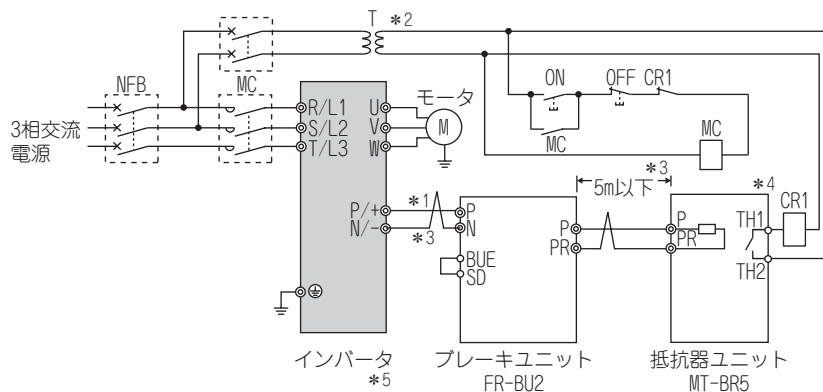 T *2
NFB
MC
ON
OFF
CR1
MC
MC
3相交流
電源
R/L1
S/L2
T/L3
U
V
W
モータ
M
*3
5m以下
*4
P/+
N/-
*1
*3
P
N
BUE
SD
P
PR
P
PR
TH1
TH2
CR1
インバータ
*5
ブレーキユニット
FR-BU2
抵抗器ユニット
MT-BR5